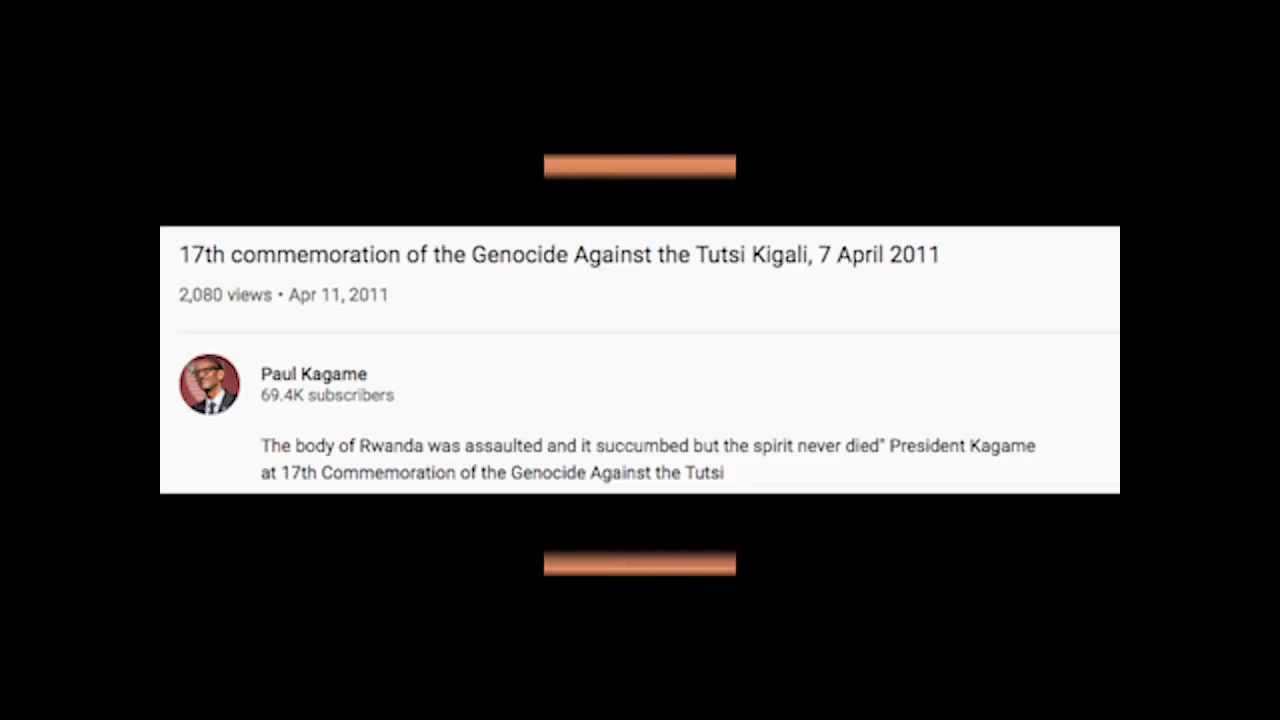 17th commemoration of the Genocide Against the Tutsi Kigali, 7 April 2011
2,080 views • Apr 11, 2011
Paul Kagame
69.4K subscribers
The body of Rwanda was assaulted and it succumbed but the spirit never died" President Kagame
at 17th Commemoration of the Genocide Against the Tutsi